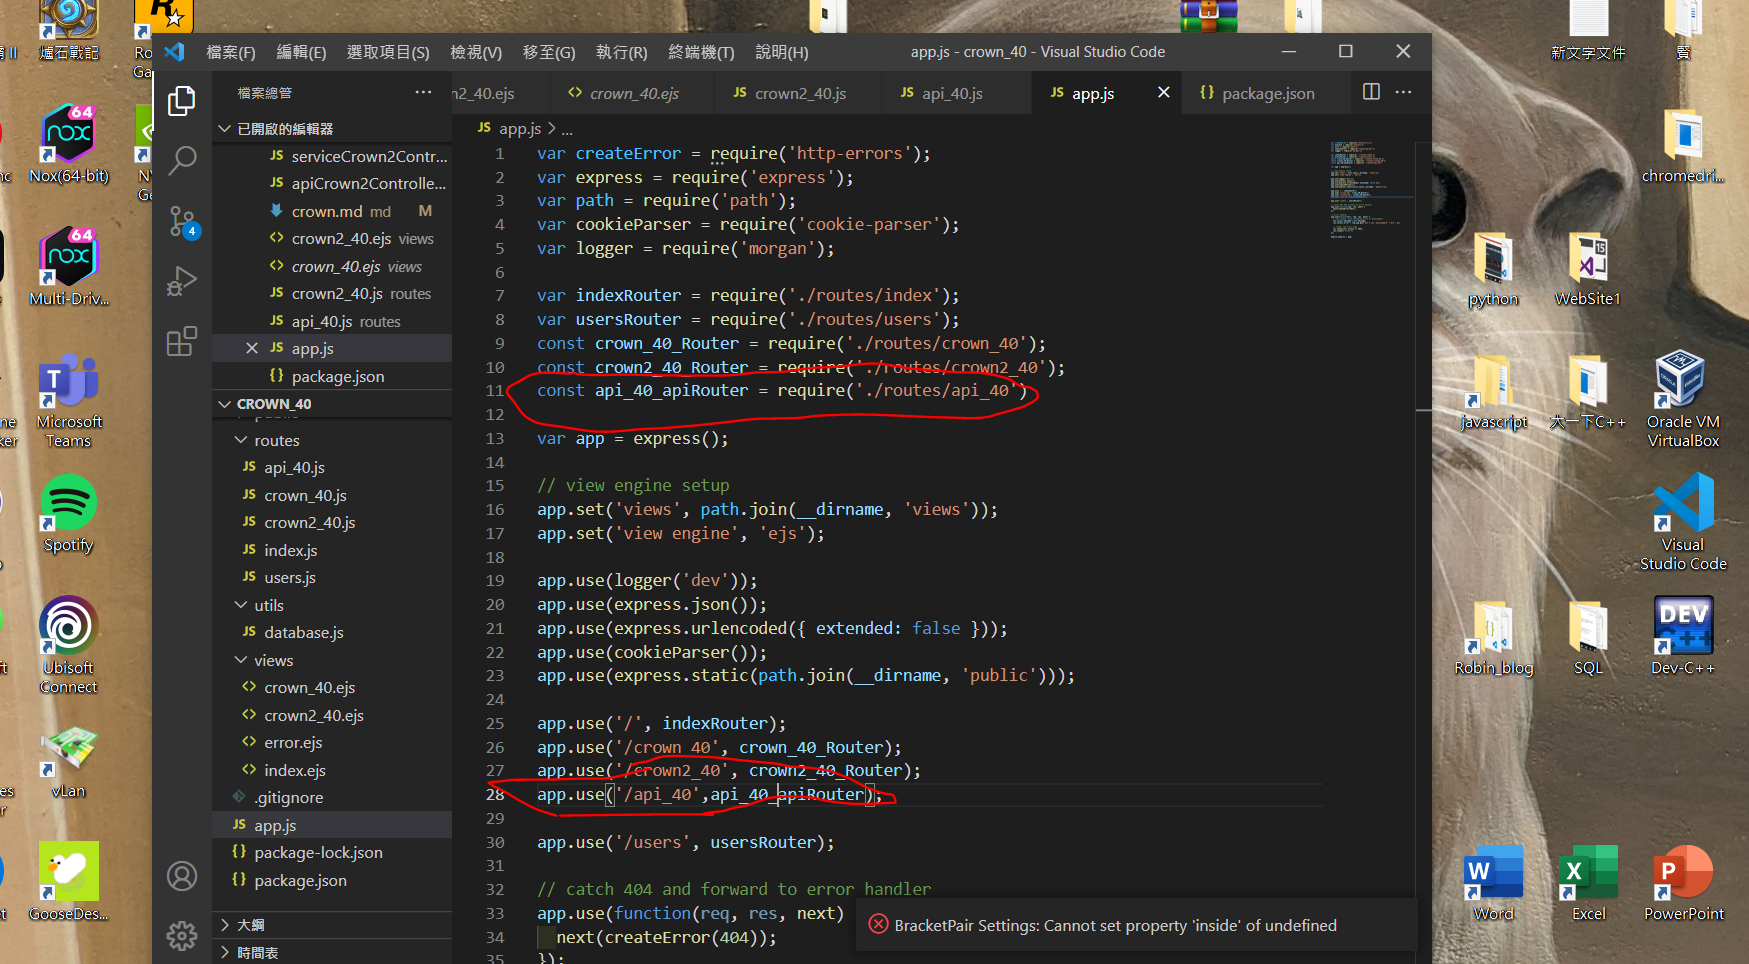 爐石戰記
Nox(64-bit)
Multi-Driv...
Microsoft
Teams
Spotify
Ubisoft
Connect
vLan
GooseDes...
檔案(F) 編輯(E) 選取項目(S) 檢視(V) 移至(G) 執行(R) 終端機(T) 說明(H)
app.js - crown_40 - Visual Studio Code
檔案總管
已開啟的編輯器
JS serviceCrown2Contr...
JS apiCrown2Controlle...
crown.md md M
<> crown2_40.ejs views
<> crown_40.ejs views
JS crown2_40.js routes
JS api_40.js routes
JS app.js
{} package.json
CROWN_40
routes
JS api_40.js
JS crown_40.js
JS crown2_40.js
JS index.js
JS users.js
utils
JS database.js
views
<> crown_40.ejs
<> crown2_40.ejs
<> error.ejs
<> index.ejs
.gitignore
JS app.js
{} package-lock.json
{} package.json
大綱
時間表
4
n2_40.ejs
<> crown_40.ejs
JS crown2_40.js
JS api_40.js
JS app.js
{} package.json
JS app.js > ...
1 var createError = require('http-errors');
2 var express = require('express');
3 var path = require('path');
4 var cookieParser = require('cookie-parser');
5 var logger = require('morgan');
6
7 var indexRouter = require('./routes/index');
8 var usersRouter = require('./routes/users');
9 const crown_40_Router = require('./routes/crown_40');
10 const crown2_40_Router = require('./routes/crown2_40');
11 const api_40_apiRouter = require('./routes/api_40')
12
13 var app = express();
14
15 // view engine setup
16 app.set('views', path.join(__dirname, 'views'));
17 app.set('view engine', 'ejs');
18
19 app.use(logger('dev'));
20 app.use(express.json());
21 app.use(express.urlencoded({ extended: false }));
22 app.use(cookieParser());
23 app.use(express.static(path.join(__dirname, 'public')));
24
25 app.use('/', indexRouter);
26 app.use('/crown_40', crown_40_Router);
27 app.use('/crown2_40', crown2_40_Router);
28 app.use('/api_40',api_40_apiRouter);
29
30 app.use('/users', usersRouter);
31
32 // catch 404 and forward to error handler
33 app.use(function(req, res, next)
34 next(createError(404));
35 });
BracketPair Settings: Cannot set property 'inside' of undefined
新文字文件
賢
chromedri...
python
WebSite1
javascript
大一下C++
Oracle VM
VirtualBox
Visual
Studio Code
Robin_blog
SQL
DEV
C++
Dev-C++
Word
Excel
PowerPoint